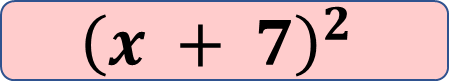 (x + 7)²